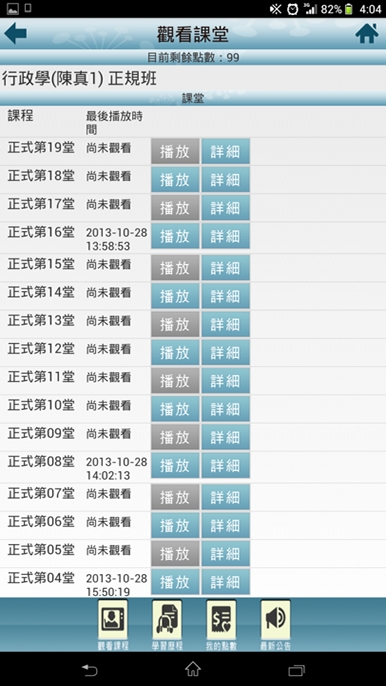 3G 82% 4:04
觀看課堂
目前剩餘點數：99
行政學(陳真1) 正規班
課堂
課程 最後播放時
間
正式第19堂 尚未觀看 播放 詳細
正式第18堂 尚未觀看 播放 詳細
正式第17堂 尚未觀看 播放 詳細
正式第16堂 2013-10-28 播放 詳細
13:58:53
正式第15堂 尚未觀看 播放 詳細
正式第14堂 尚未觀看 播放 詳細
正式第13堂 尚未觀看 播放 詳細
正式第12堂 尚未觀看 播放 詳細
正式第11堂 尚未觀看 播放 詳細
正式第10堂 尚未觀看 播放 詳細
正式第09堂 尚未觀看 播放 詳細
正式第08堂 2013-10-28 播放 詳細
14:02:13
正式第07堂 尚未觀看 播放 詳細
正式第06堂 尚未觀看 播放 詳細
正式第05堂 尚未觀看 播放 詳細
正式第04堂 2013-10-28 播放 詳細
15:50:19
觀看課程 學習歷程 我的點數 最新公告